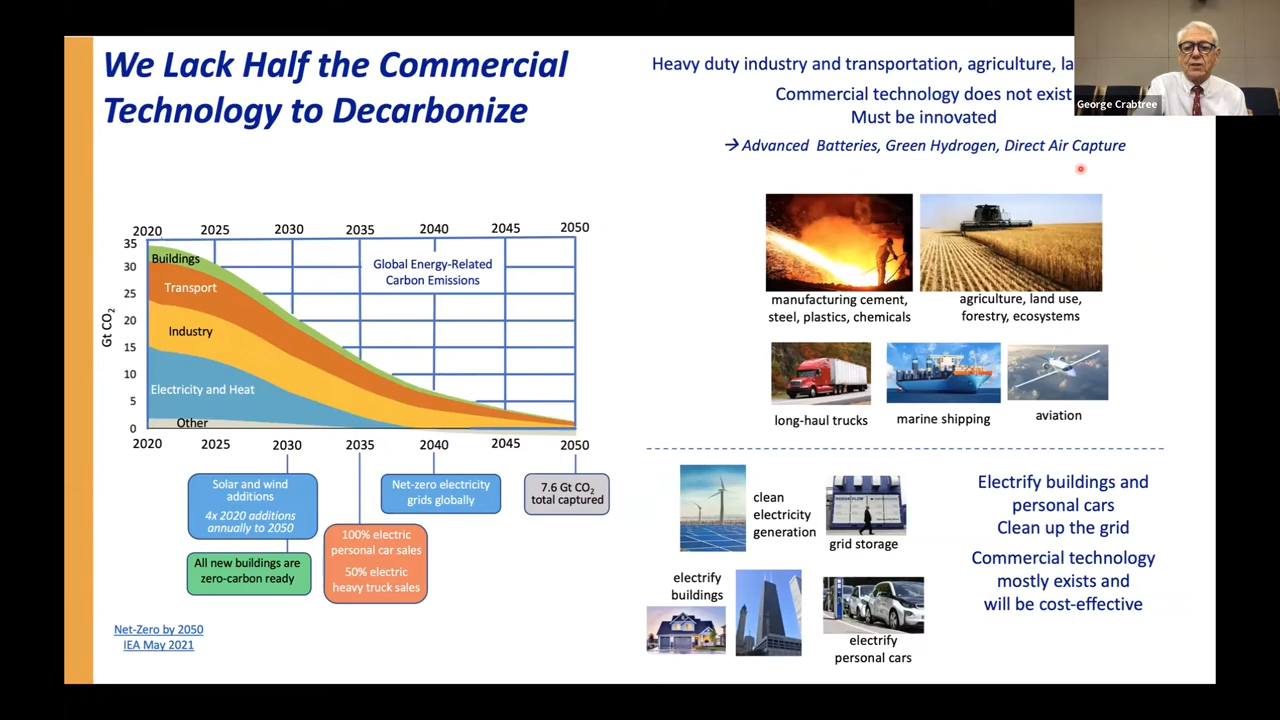 We Lack Half the Commercial
Technology to Decarbonize
Heavy duty industry and transportation, agriculture,
Commercial technology does not exist
Must be innovated
→ Advanced Batteries, Green Hydrogen, Direct Air Capture
George Crabtree
2020 2025 2030 2035 2040 2045 2050
35
30
25
20
15
10
5
0
Gt CO₂
Buildings
Transport
Industry
Electricity and Heat
Other
Global Energy-Related
Carbon Emissions
2020 2025 2030 2035 2040 2045 2050
Solar and wind
additions
4x 2020 additions
annually to 2050
All new buildings are
zero-carbon ready
100% electric
personal car sales
50% electric
heavy truck sales
Net-zero electricity
grids globally
7.6 Gt CO₂
total captured
Net-Zero by 2050
IEA May 2021
manufacturing cement,
steel, plastics, chemicals
agriculture, land use,
forestry, ecosystems
long-haul trucks
marine shipping
aviation
clean
electricity
generation
grid storage
electrify
buildings
electrify
personal cars
Electrify buildings and
personal cars
Clean up the grid
Commercial technology
mostly exists and
will be cost-effective